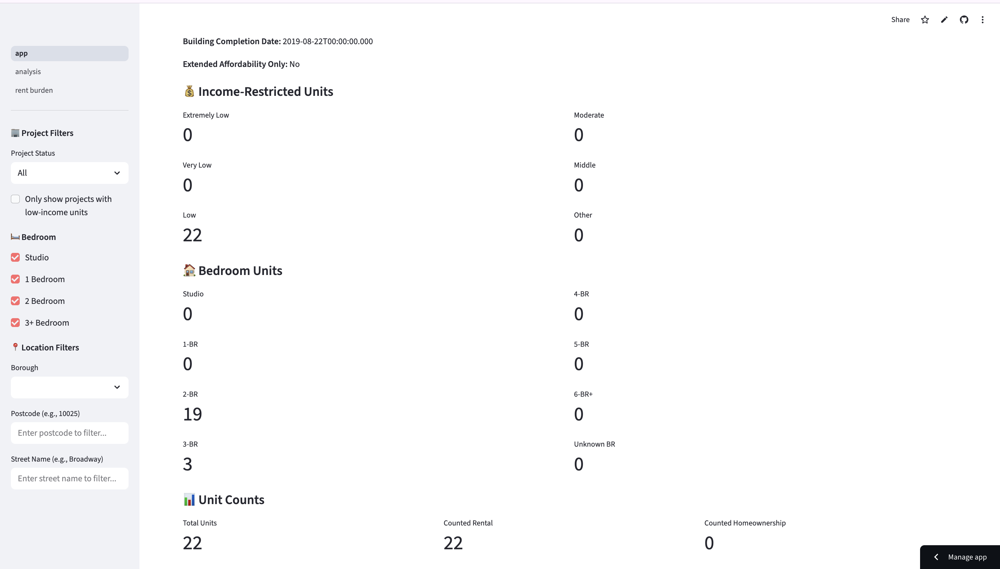 Share
app
analysis
rent burden
🏢 Project Filters
Project Status
All
Only show projects with
low-income units
🛏️ Bedroom
Studio
1 Bedroom
2 Bedroom
3+ Bedroom
📍 Location Filters
Borough
Postcode (e.g., 10025)
Enter postcode to filter...
Street Name (e.g., Broadway)
Enter street name to filter...
Building Completion Date: 2019-08-22T00:00:00.000
Extended Affordability Only: No
💰 Income-Restricted Units
Extremely Low
0
Very Low
0
Low
22
Moderate
0
Middle
0
Other
0
🏠 Bedroom Units
Studio
0
1-BR
0
2-BR
19
3-BR
3
4-BR
0
5-BR
0
6-BR+
0
Unknown BR
0
📊 Unit Counts
Total Units
22
Counted Rental
22
Counted Homeownership
0
Manage app